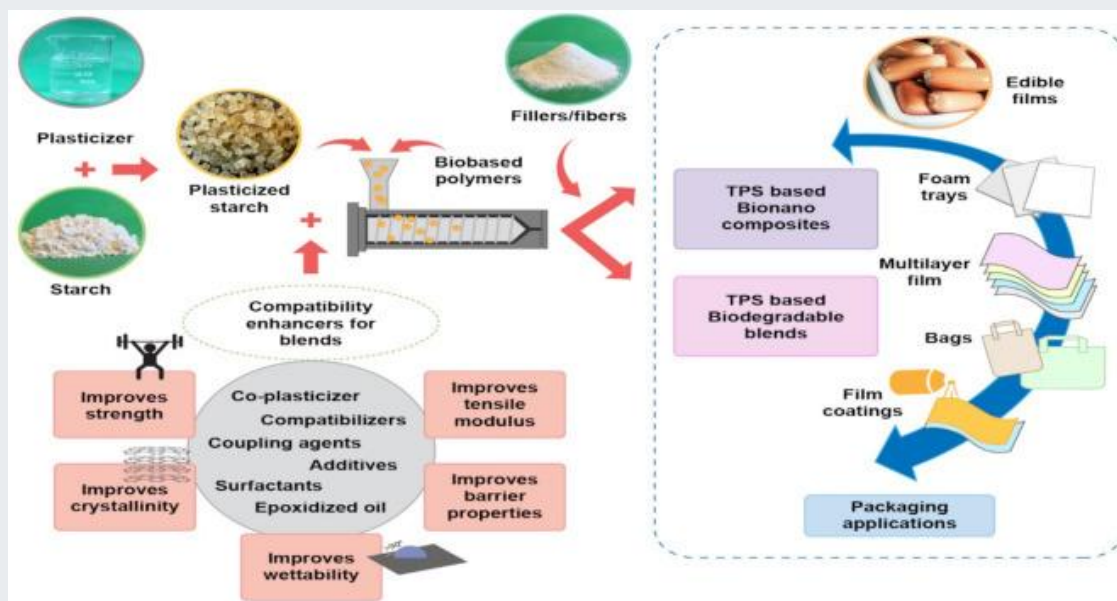 Plasticizer
Starch
Plasticized
starch
Biobased
polymers
Fillers/fibers
Compatibility
enhancers for
blends
Improves
strength
Improves
crystallinity
Improves
wettability
Co-plasticizer
Compatibilizers
Coupling agents
Additives
Surfactants
Epoxidized oil
Improves
tensile
modulus
Improves
barrier
properties
TPS based
Bionano
composites
TPS based
Biodegradable
blends
Edible
films
Foam
trays
Multilayer
film
Bags
Film
coatings
Packaging
applications